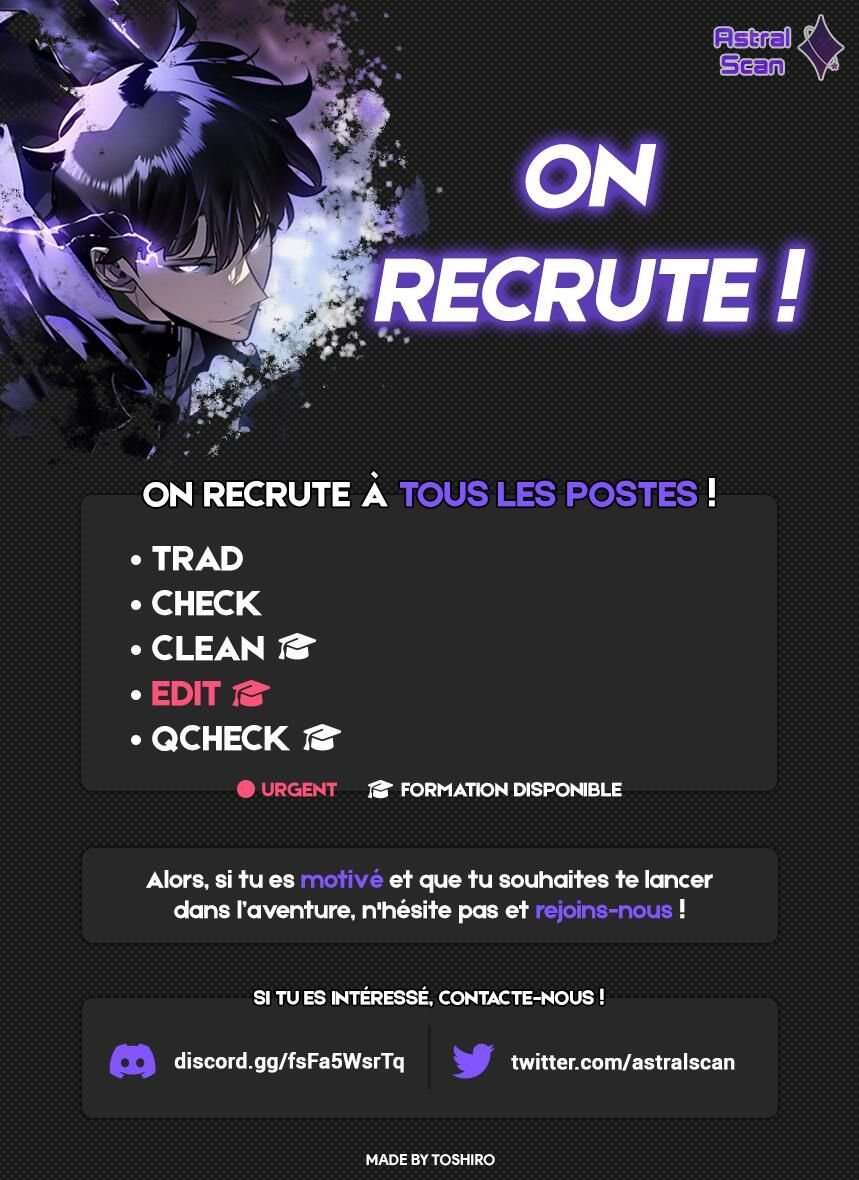 Astral
Scan
ON
RECRUTE !
ON RECRUTE À TOUS LES POSTES !
• TRAD
• CHECK
• CLEAN
• EDIT
• QCHECK
URGENT FORMATION DISPONIBLE
Alors, si tu es motivé et que tu souhaites te lancer
dans l'aventure, n'hésite pas et rejoins-nous !
SI TU ES INTÉRESSÉ, CONTACTE-NOUS !
discord.gg/fsFa5WsrTq twitter.com/astralscan
MADE BY TOSHIRO